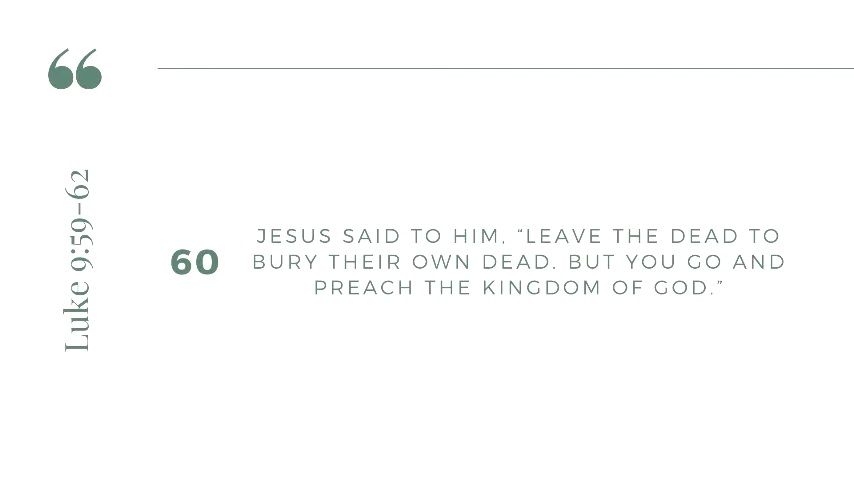 “
Luke 9:59–62
60
JESUS SAID TO HIM, “LEAVE THE DEAD TO
BURY THEIR OWN DEAD. BUT YOU GO AND
PREACH THE KINGDOM OF GOD.”